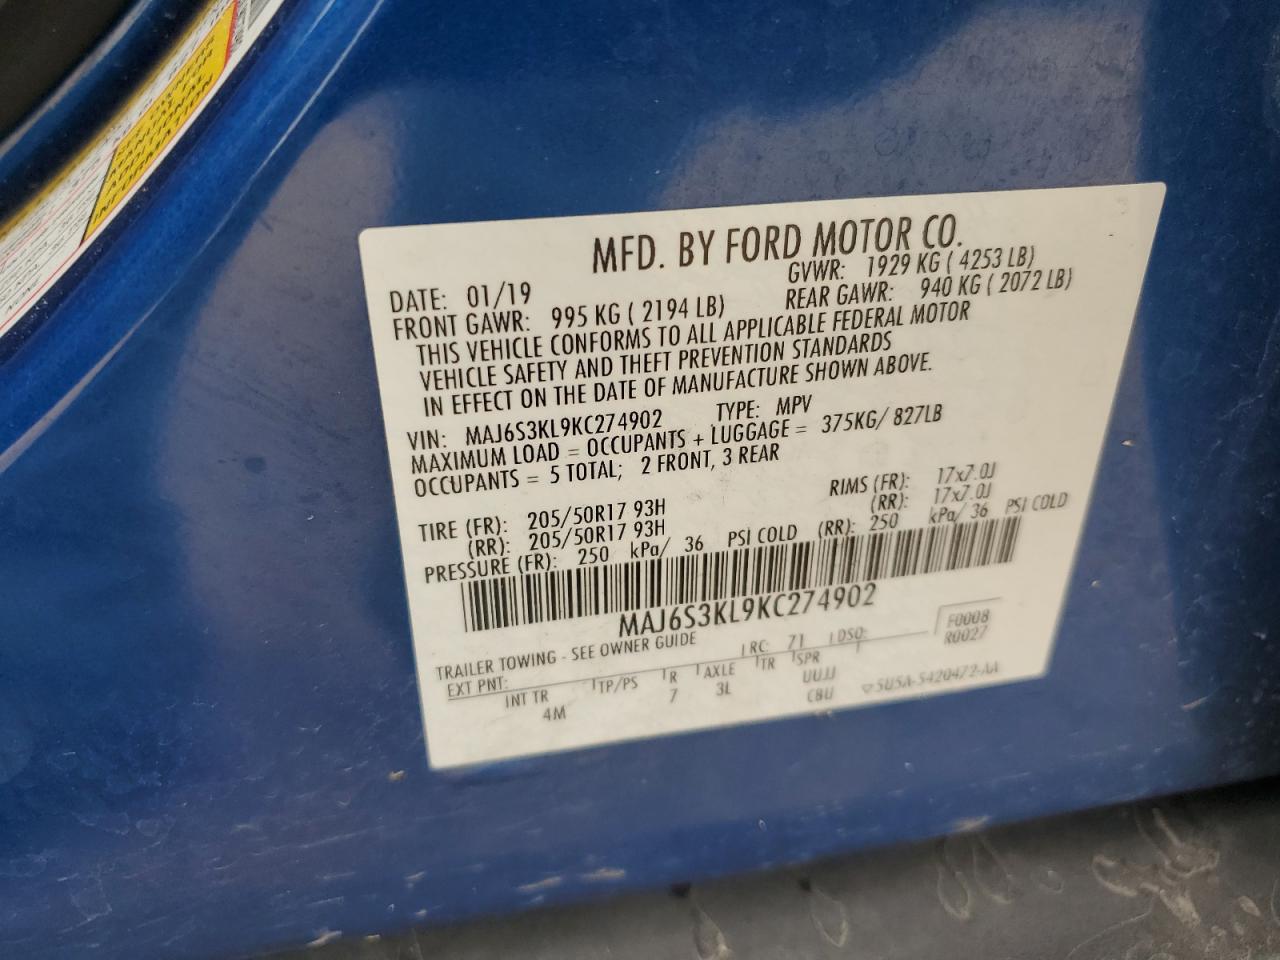 MFD. BY FORD MOTOR CO.
DATE: 01/19 GVWR: 1929 KG ( 4253 LB)
FRONT GAWR: 995 KG ( 2194 LB) REAR GAWR: 940 KG ( 2072 LB)
THIS VEHICLE CONFORMS TO ALL APPLICABLE FEDERAL MOTOR
VEHICLE SAFETY AND THEFT PREVENTION STANDARDS
IN EFFECT ON THE DATE OF MANUFACTURE SHOWN ABOVE.
VIN: MAJ6S3KL9KC274902 TYPE: MPV
MAXIMUM LOAD = OCCUPANTS + LUGGAGE = 375KG/ 827LB
OCCUPANTS = 5 TOTAL; 2 FRONT, 3 REAR
TIRE (FR): 205/50R17 93H RIMS (FR): 17x7.0J
(RR): 205/50R17 93H (RR): 17x7.0J
PRESSURE (FR): 250 kPa/ 36 PSI COLD (RR): 250 kPa/ 36 PSI COLD
MAJ6S3KL9KC274902
TRAILER TOWING - SEE OWNER GUIDE
F0008
R0027
EXT PNT: RC: 71 DSO:
INT TR TP/PS R AXLE TR SPR
4M 7 3L UUJJ
CBU
5U5A-5420472-AA